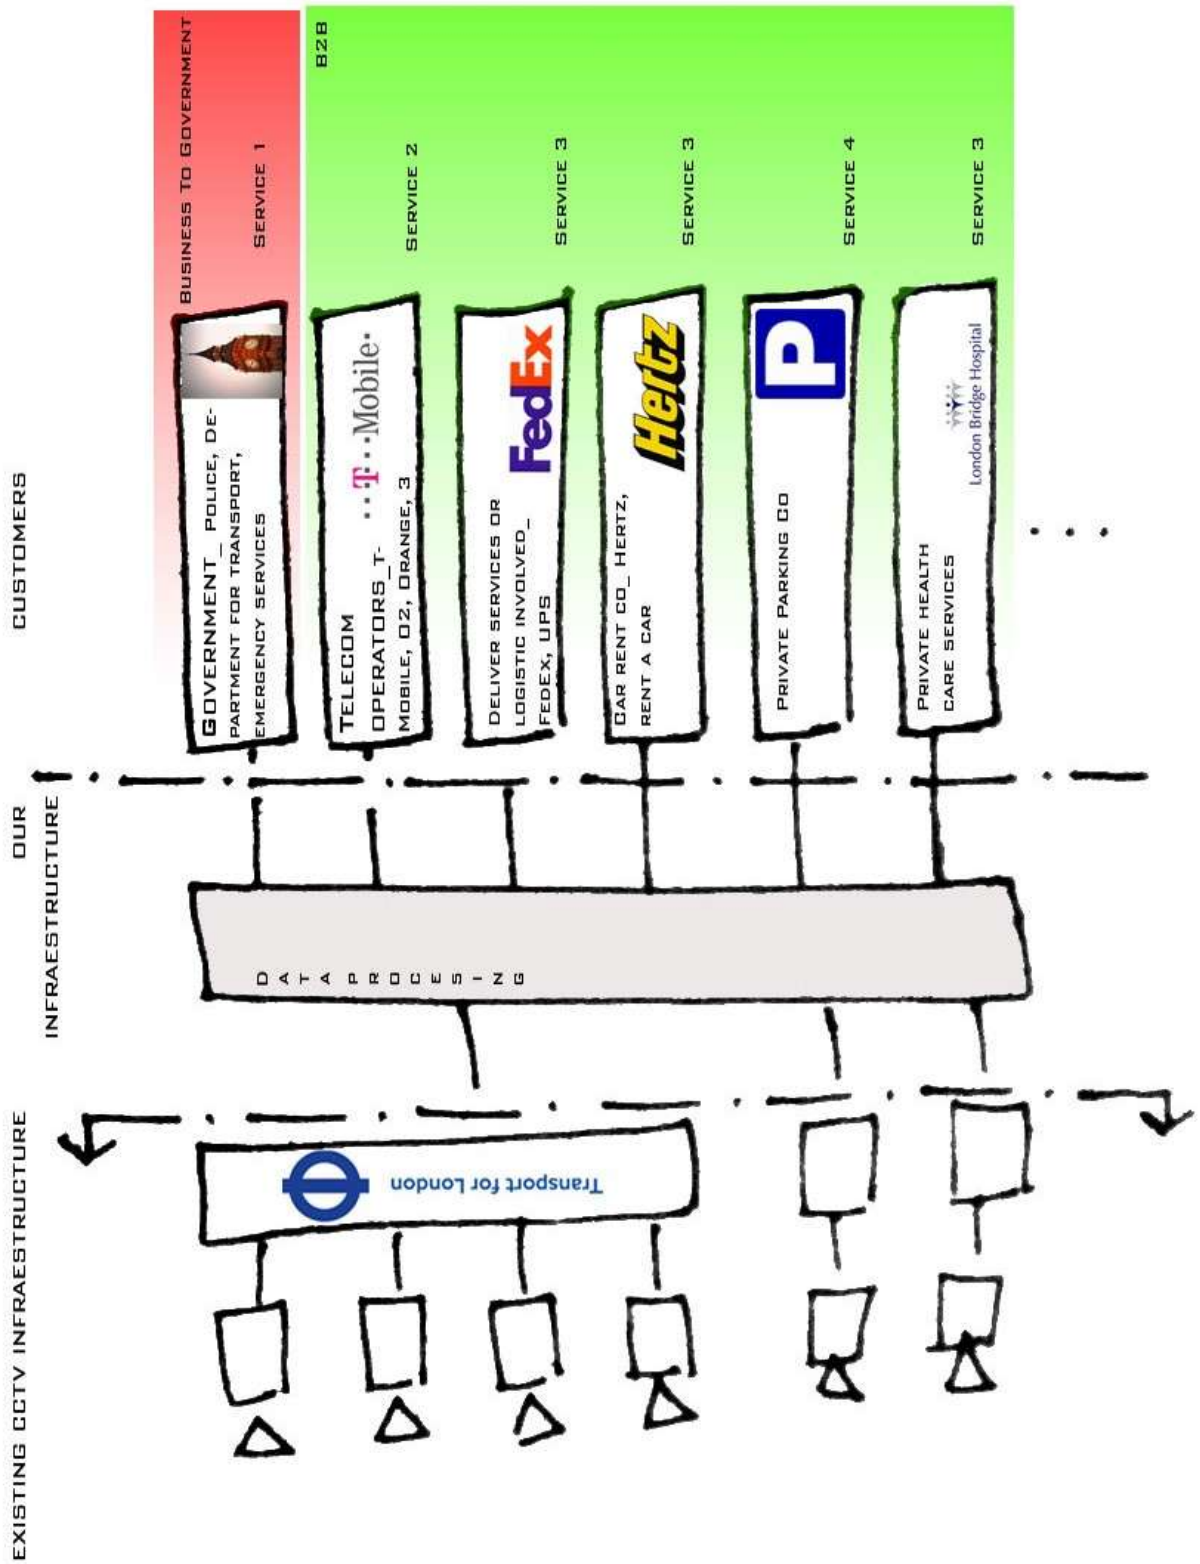 EXISTING CCTV INFRAESTRUCTURE
OUR
INFRAESTRUCTURE
CUSTOMERS
Transport for London
DATA PROCESING
BUSINESS TO GOVERNMENT
GOVERNMENT_ POLICE, DE-
PARTMENT FOR TRANSPORT,
EMERGENCY SERVICES
SERVICE 1
B2B
TELECOM
OPERATORS_T-
MOBILE, O2, ORANGE, 3
T Mobile
SERVICE 2
DELIVER SERVICES OR
LOGISTIC INVOLVED_
FEDEX, UPS
FedEx
SERVICE 3
CAR RENT CO_ HERTZ,
RENT A CAR
Hertz
SERVICE 3
PRIVATE PARKING CO
P
SERVICE 4
PRIVATE HEALTH
CARE SERVICES
London Bridge Hospital
SERVICE 3
. . .